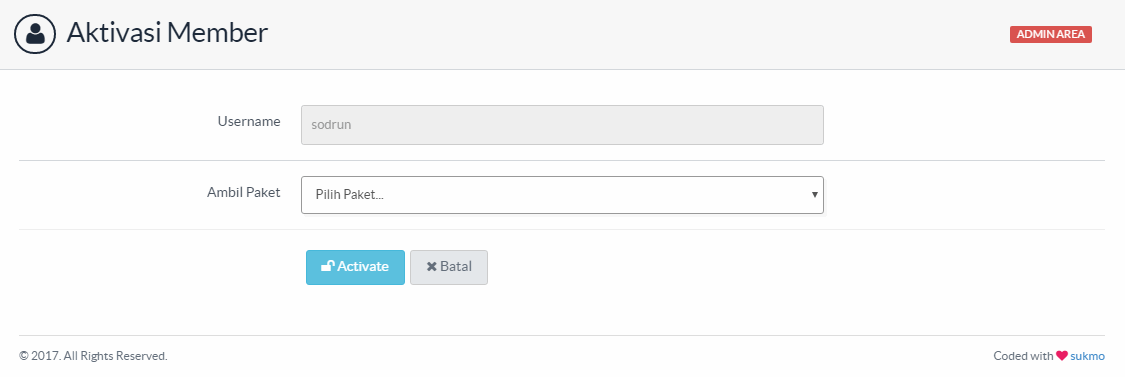 Aktivasi Member
ADMIN AREA
Username
sodrun
Ambil Paket
Pilih Paket...
Activate
Batal
© 2017. All Rights Reserved.
Coded with sukmo